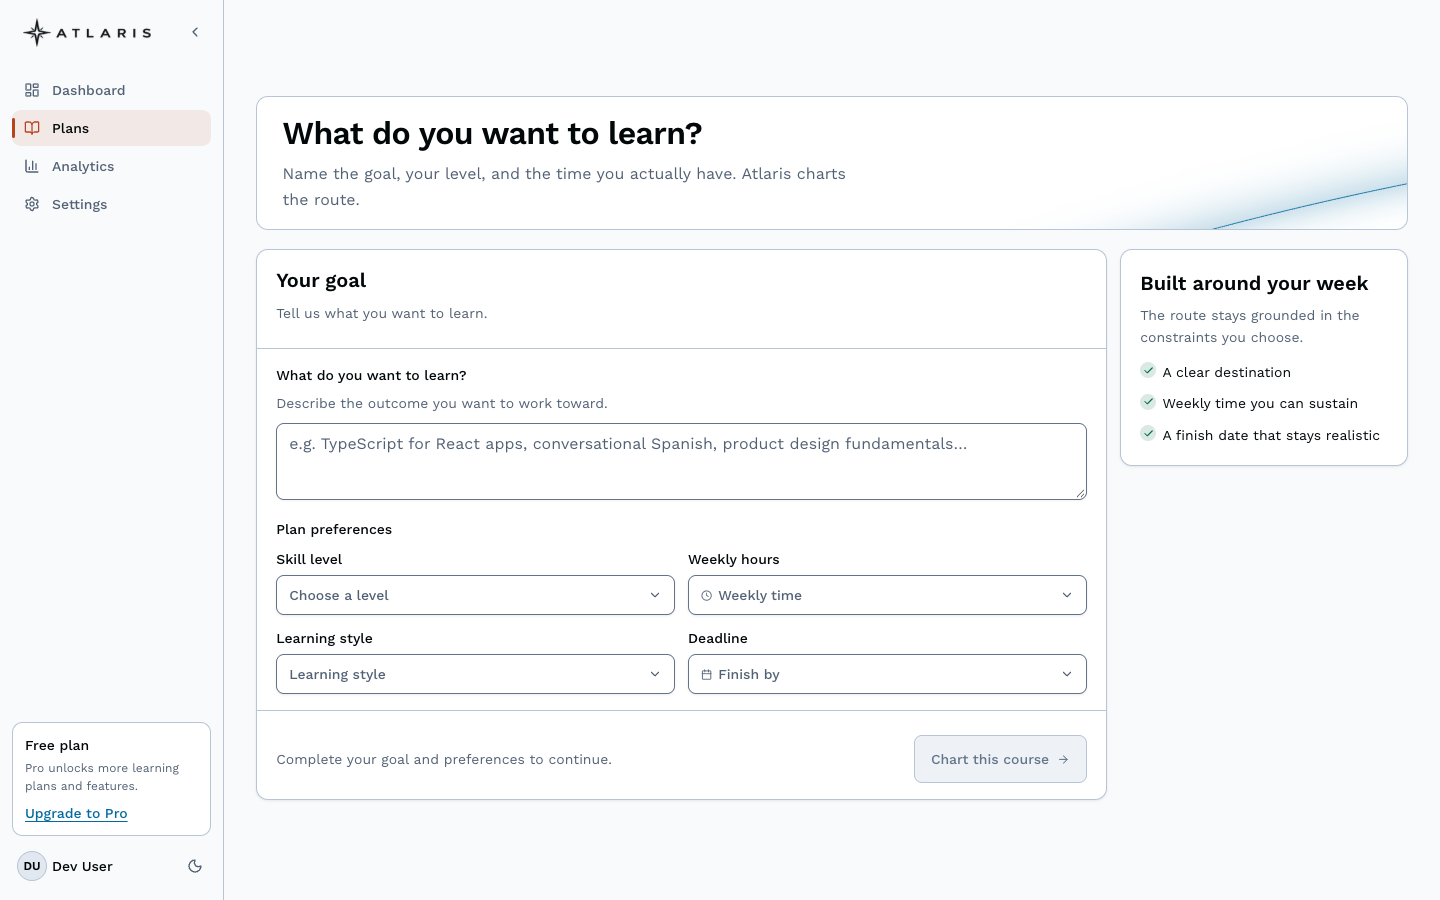 ATLARIS
Dashboard
Plans
Analytics
Settings
What do you want to learn?
Name the goal, your level, and the time you actually have. Atlaris charts
the route.
Your goal
Tell us what you want to learn.
What do you want to learn?
Describe the outcome you want to work toward.
e.g. TypeScript for React apps, conversational Spanish, product design fundamentals...
Plan preferences
Skill level
Weekly hours
Choose a level
Weekly time
Learning style
Deadline
Learning style
Finish by
Complete your goal and preferences to continue.
Chart this course →
Built around your week
The route stays grounded in the
constraints you choose.
A clear destination
Weekly time you can sustain
A finish date that stays realistic
Free plan
Pro unlocks more learning
plans and features.
Upgrade to Pro
DU Dev User